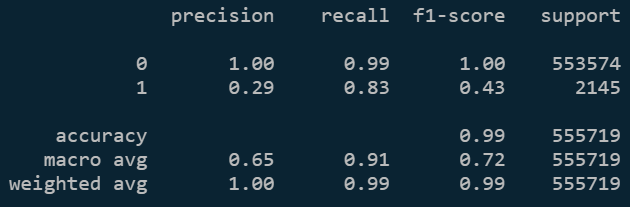 precision recall f1-score support
0 1.00 0.99 1.00 553574
1 0.29 0.83 0.43 2145
accuracy 0.99 555719
macro avg 0.65 0.91 0.72 555719
weighted avg 1.00 0.99 0.99 555719